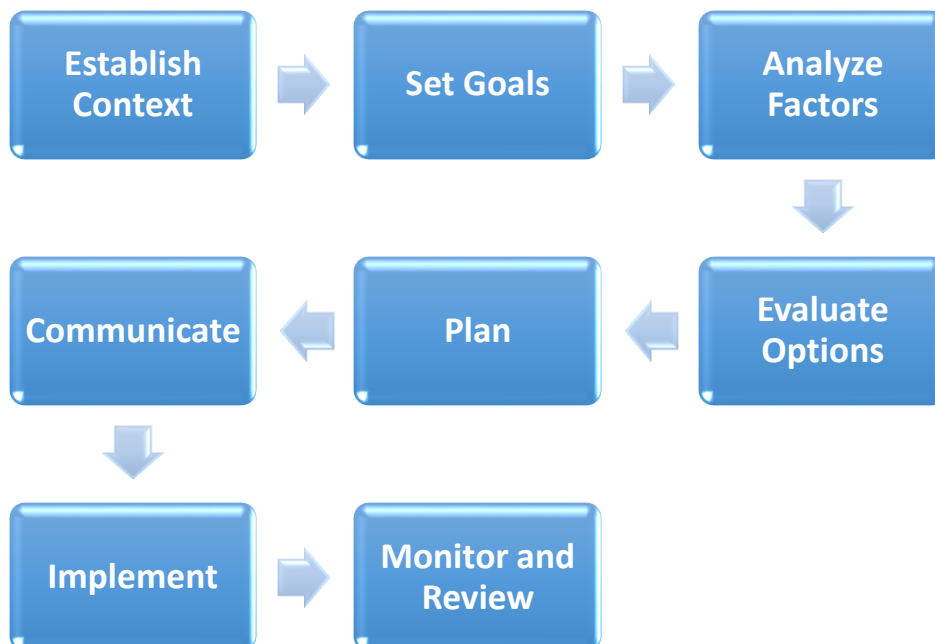 Establish
Context
Set Goals
Analyze
Factors
Evaluate
Options
Plan
Communicate
Implement
Monitor and
Review